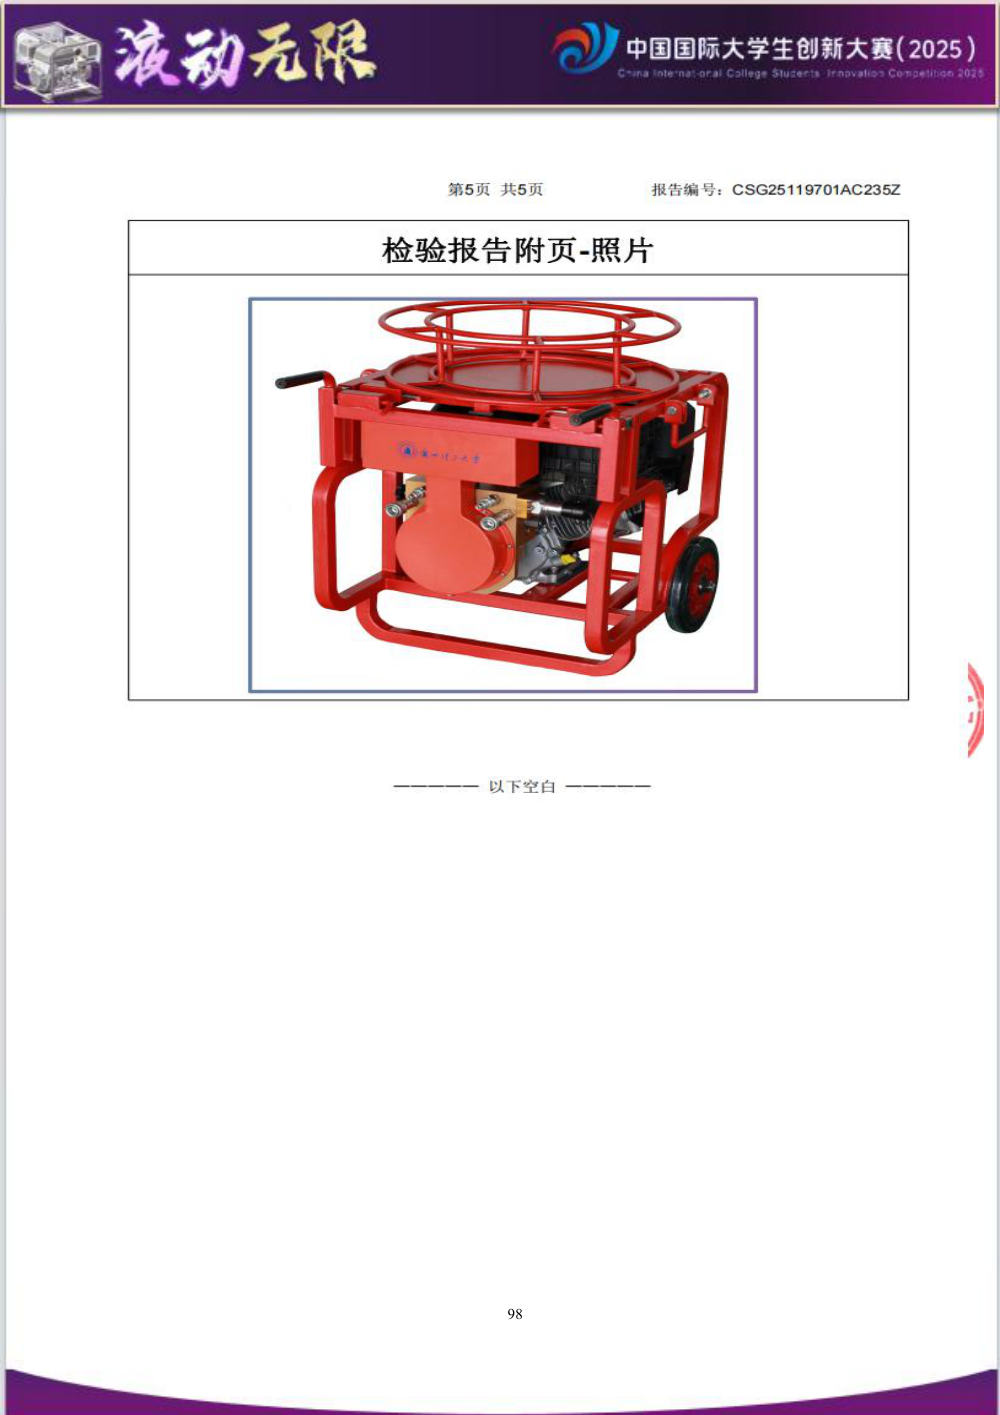 液动无限
中国国际大学生创新大赛(2025)
China International College Students Innovation Competition 2025
第5页 共5页
报告编号：CSG25119701AC235Z
检验报告附页-照片
————— 以下空白 —————
98